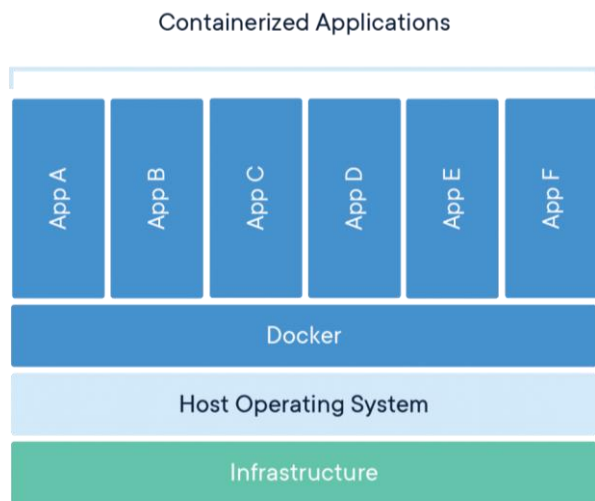 Containerized Applications
App A
App B
App C
App D
App E
App F
Docker
Host Operating System
Infrastructure